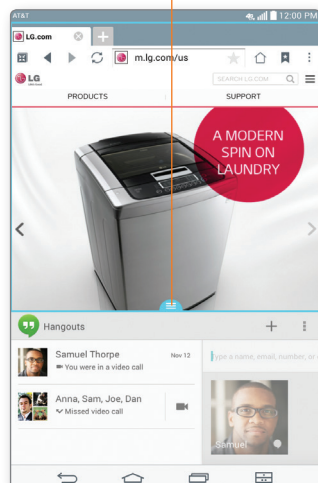 AT&T 4G 12:00 PM
LG.com
m.lg.com/us
LG SEARCH LG.COM
PRODUCTS SUPPORT
A MODERN
SPIN ON
LAUNDRY
Hangouts
Samuel Thorpe Nov 12
You were in a video call
Type a name, email, number, or
Anna, Sam, Joe, Dan
Missed video call
Samuel